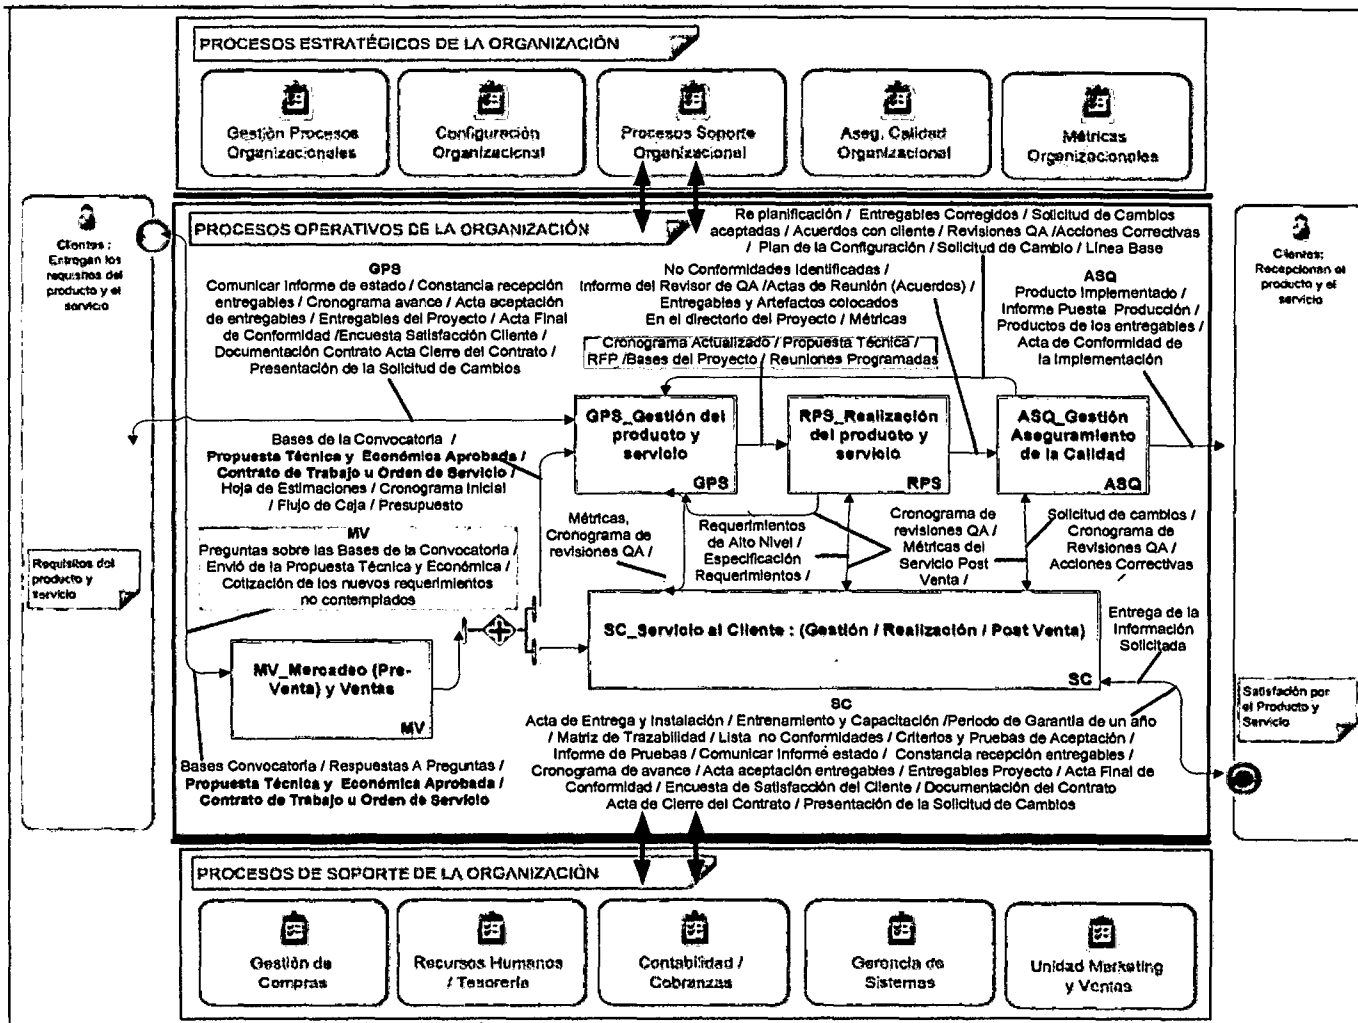 PROCESOS ESTRATÉGICOS DE LA ORGANIZACIÓN
Gestión Procesos
Organizacionales
Configuración
Organizacional
Procesos Soporte
Organizacional
Aseg. Calidad
Organizacional
Métricas
Organizacionales
Clientes :
Entregan los
requisitos del
producto y el
servicio
Requisitos del
producto y
servicio
PROCESOS OPERATIVOS DE LA ORGANIZACIÓN
Re planificación / Entregables Corregidos / Solicitud de Cambios
aceptadas / Acuerdos con cliente / Revisiones QA /Acciones Correctivas
/ Plan de la Configuración / Solicitud de Cambio / Línea Base
GPS
Comunicar Informe de estado / Constancia recepción
entregables / Cronograma avance / Acta aceptación
de entregables / Entregables del Proyecto / Acta Final
de Conformidad /Encuesta Satisfacción Cliente /
Documentación Contrato Acta Cierre del Contrato /
Presentación de la Solicitud de Cambios
No Conformidades Identificadas /
Informe del Revisor de QA /Actas de Reunión (Acuerdos) /
Entregables y Artefactos colocados
En el directorio del Proyecto / Métricas
Cronograma Actualizado / Propuesta Técnica /
RFP /Bases del Proyecto / Reuniones Programadas
ASQ
Producto Implementado /
Informe Puesta Producción /
Productos de los entregables /
Acta de Conformidad de
la Implementación
Bases de la Convocatoria /
Propuesta Técnica y Económica Aprobada /
Contrato de Trabajo u Orden de Servicio /
Hoja de Estimaciones / Cronograma Inicial
/ Flujo de Caja / Presupuesto
GPS_Gestión del
producto y
servicio
GPS
RPS_Realización
del producto y
servicio
RPS
ASQ_Gestión
Aseguramiento
de la Calidad
ASQ
MV
Preguntas sobre las Bases de la Convocatoria /
Envió de la Propuesta Técnica y Económica /
Cotización de los nuevos requerimientos
no contemplados
Métricas,
Cronograma de
revisiones QA /
Requerimientos
de Alto Nivel /
Especificación
Requerimientos /
Cronograma de
revisiones QA /
Métricas del
Servicio Post
Venta /
Solicitud de cambios /
Cronograma de
Revisiones QA /
Acciones Correctivas
MV_Mercadeo (Pre-
Venta) y Ventas
MV
SC_Servicio al Cliente : (Gestión / Realización / Post Venta)
SC
Entrega de la
Información
Solicitada
Bases Convocatoria / Respuestas A Preguntas /
Propuesta Técnica y Económica Aprobada /
Contrato de Trabajo u Orden de Servicio
SC
Acta de Entrega y Instalación / Entrenamiento y Capacitación /Periodo de Garantía de un año
/ Matriz de Trazabilidad / Lista no Conformidades / Criterios y Pruebas de Aceptación /
Informe de Pruebas / Comunicar Informé estado / Constancia recepción entregables /
Cronograma de avance / Acta aceptación entregables / Entregables Proyecto / Acta Final de
Conformidad / Encuesta de Satisfacción del Cliente / Documentación del Contrato
Acta de Cierre del Contrato / Presentación de la Solicitud de Cambios
Clientes:
Recepcionan el
producto y el
servicio
Satisfación por
el Producto y
Servicio
PROCESOS DE SOPORTE DE LA ORGANIZACIÓN
Gestión de
Compras
Recursos Humanos
/ Tesorería
Contabilidad /
Cobranzas
Gerencia de
Sistemas
Unidad Marketing
y Ventas